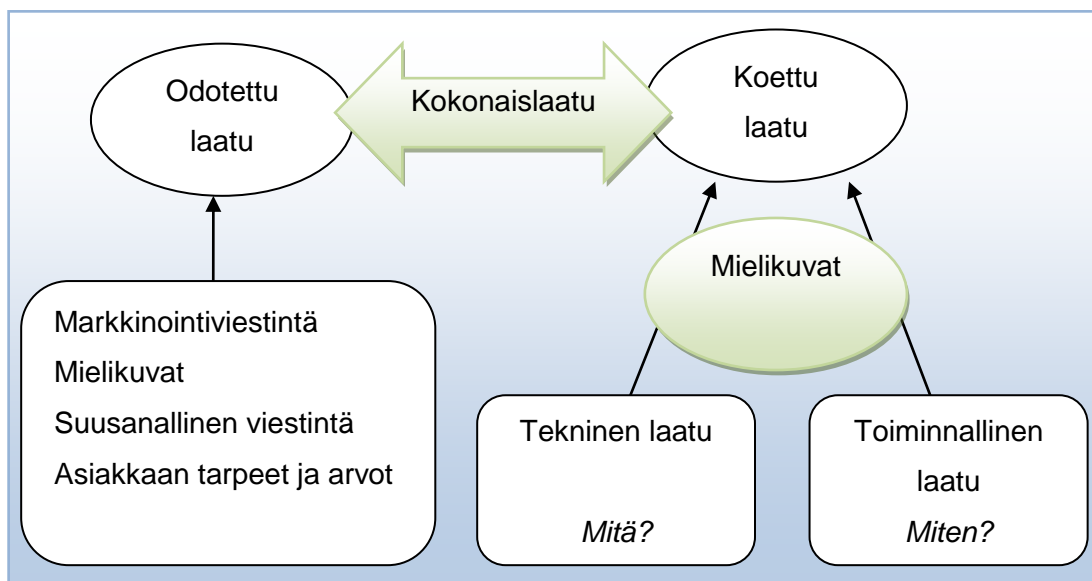 Odotettu
laatu
Kokonaislaatu
Koettu
laatu
Mielikuvat
Markkinointiviestintä
Mielikuvat
Suusanallinen viestintä
Asiakkaan tarpeet ja arvot
Tekninen laatu
Mitä?
Toiminnallinen
laatu
Miten?